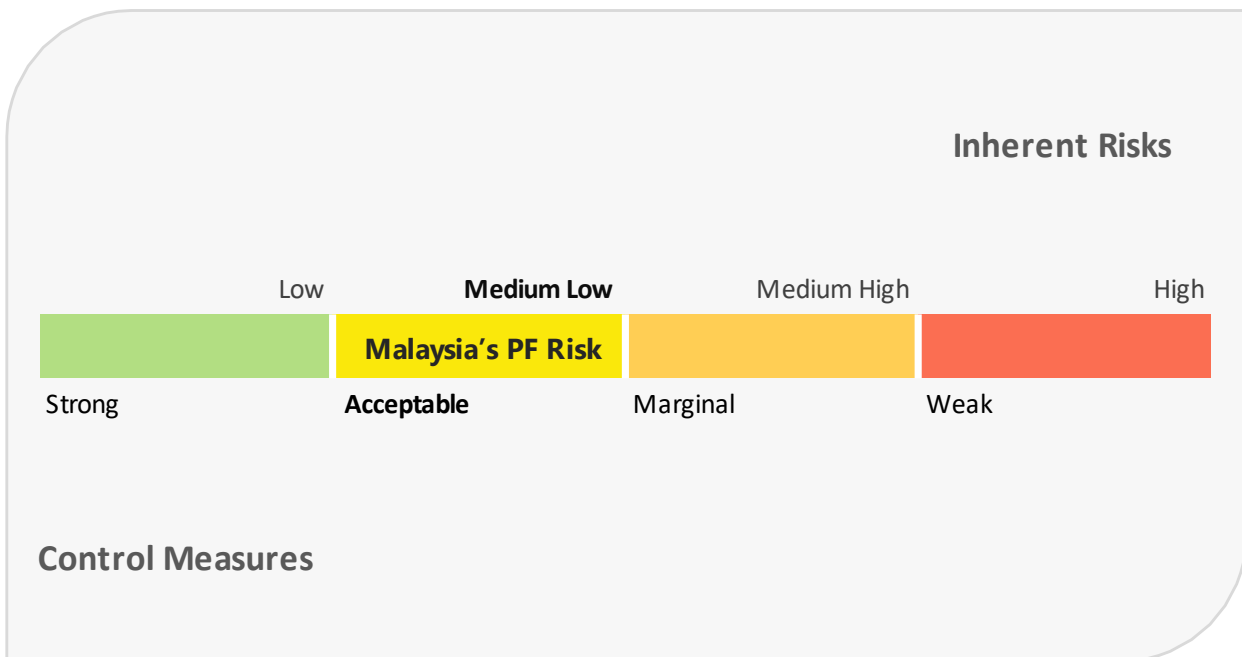 Inherent Risks
Low Medium Low Medium High High
Malaysia's PF Risk
Strong Acceptable Marginal Weak
Control Measures